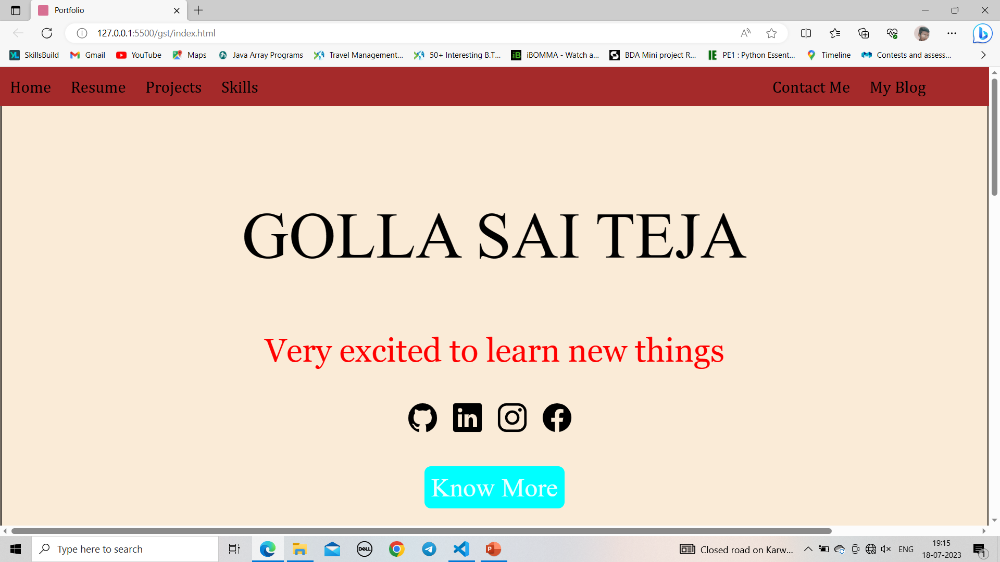 Portfolio
127.0.0.1:5500/gst/index.html
SkillsBuild Gmail YouTube Maps Java Array Programs Travel Management... 50+ Interesting B.T... iBOMMA - Watch a... BDA Mini project R... PE1 : Python Essent... Timeline Contests and assess...
Home Resume Projects Skills Contact Me My Blog
GOLLA SAI TEJA
Very excited to learn new things
in
Know More
Type here to search
DELL
Closed road on Karw...
ENG
19:15
18-07-2023
1